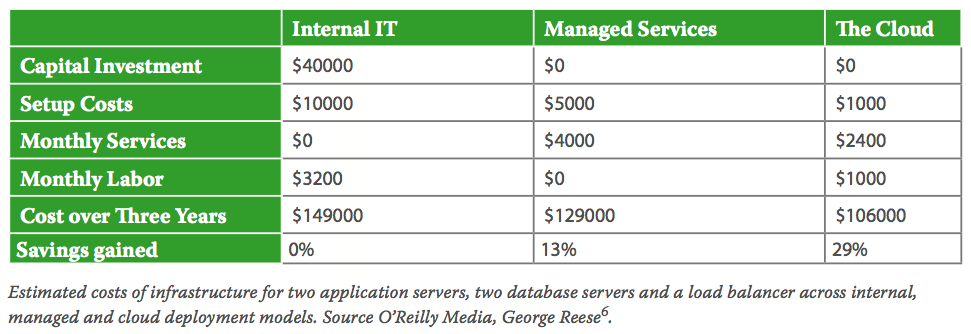 Internal IT Managed Services The Cloud
Capital Investment $40000 $0 $0
Setup Costs $10000 $5000 $1000
Monthly Services $0 $4000 $2400
Monthly Labor $3200 $0 $1000
Cost over Three Years $149000 $129000 $106000
Savings gained 0% 13% 29%
Estimated costs of infrastructure for two application servers, two database servers and a load balancer across internal,
managed and cloud deployment models. Source O’Reilly Media, George Reese⁶.